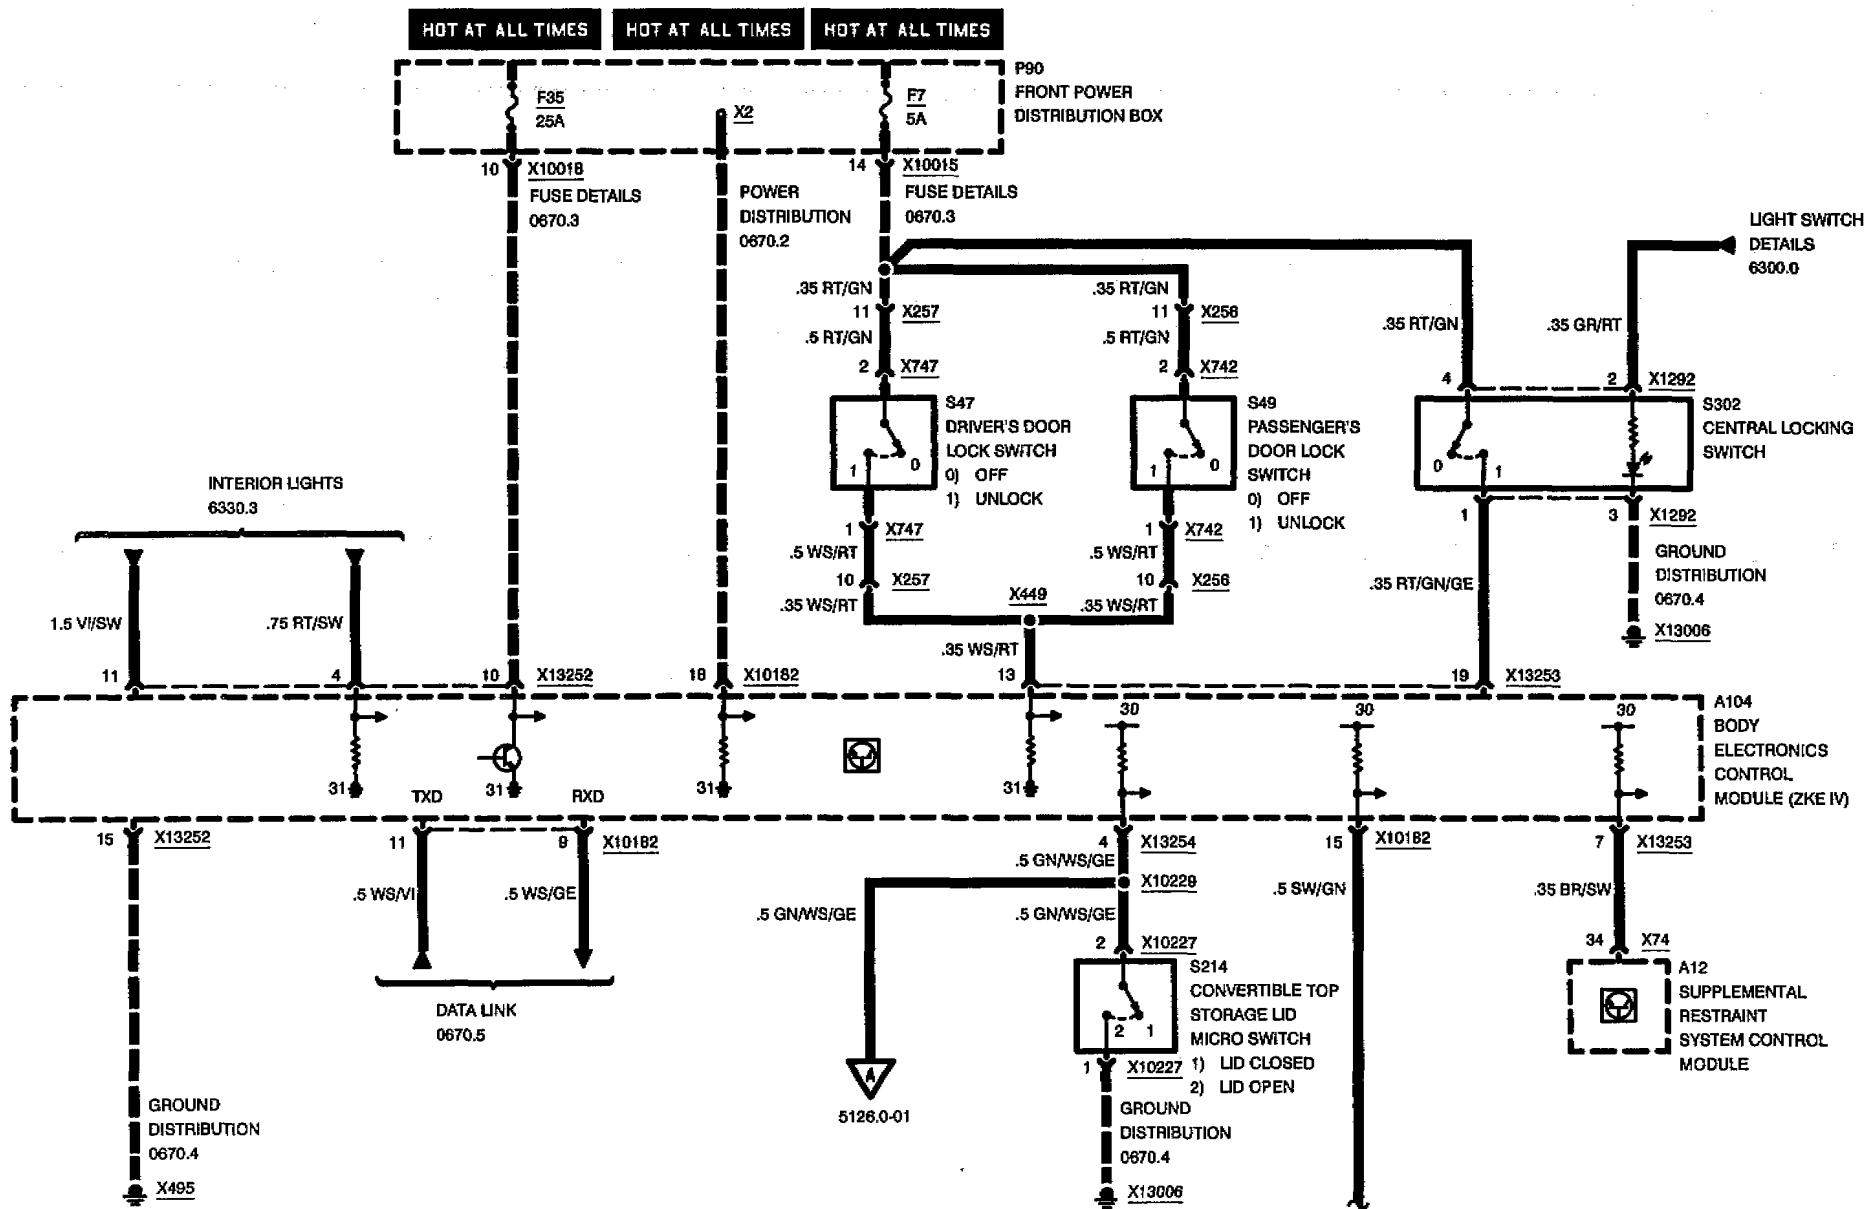 HOT AT ALL TIMES
HOT AT ALL TIMES
HOT AT ALL TIMES
P90
FRONT POWER
DISTRIBUTION BOX
F35
25A
X2
F7
5A
10
X10018
FUSE DETAILS
0670.3
POWER
DISTRIBUTION
0670.2
14
X10015
FUSE DETAILS
0670.3
LIGHT SWITCH
DETAILS
6300.0
.35 RT/GN
.35 RT/GN
.35 RT/GN
.35 GR/RT
11
X257
11
X256
.5 RT/GN
.5 RT/GN
2
X747
2
X742
4
2
X1292
S47
DRIVER'S DOOR
LOCK SWITCH
0) OFF
1) UNLOCK
1
0
S49
PASSENGER'S
DOOR LOCK
SWITCH
0) OFF
1) UNLOCK
1
0
S302
CENTRAL LOCKING
SWITCH
0
1
1
X747
1
X742
1
3
X1292
.5 WS/RT
.5 WS/RT
10
X257
10
X256
.35 WS/RT
X449
.35 WS/RT
.35 WS/RT
.35 RT/GN/GE
GROUND
DISTRIBUTION
0670.4
X13006
INTERIOR LIGHTS
6330.3
1.5 VI/SW
.75 RT/SW
11
4
10
X13252
18
X10182
13
19
X13253
A104
BODY
ELECTRONICS
CONTROL
MODULE (ZKE IV)
30
30
30
31
31
31
31
TXD
RXD
15
X13252
11
9
X10182
4
X13254
15
X10182
7
X13253
.5 WS/VI
.5 WS/GE
.5 GN/WS/GE
X10229
.5 GN/WS/GE
.5 GN/WS/GE
.5 SW/GN
.35 BR/SW
2
X10227
34
X74
DATA LINK
0670.5
S214
CONVERTIBLE TOP
STORAGE LID
MICRO SWITCH
1) LID CLOSED
2) LID OPEN
2
1
A12
SUPPLEMENTAL
RESTRAINT
SYSTEM CONTROL
MODULE
1
X10227
A
5126.0-01
GROUND
DISTRIBUTION
0670.4
X495
GROUND
DISTRIBUTION
0670.4
X13006